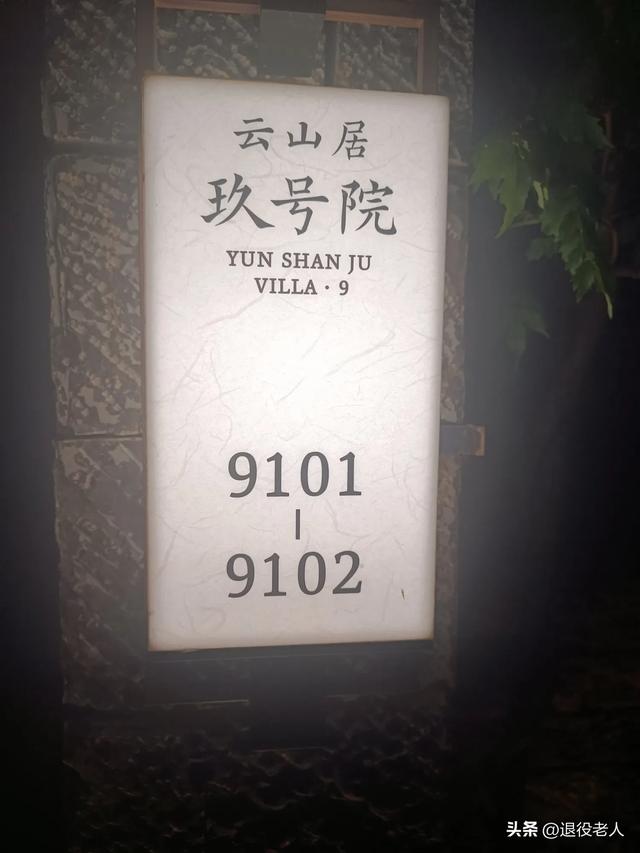 云山居
玖号院
YUN SHAN JU
VILLA · 9
9101
|
9102
头条 @退役老人